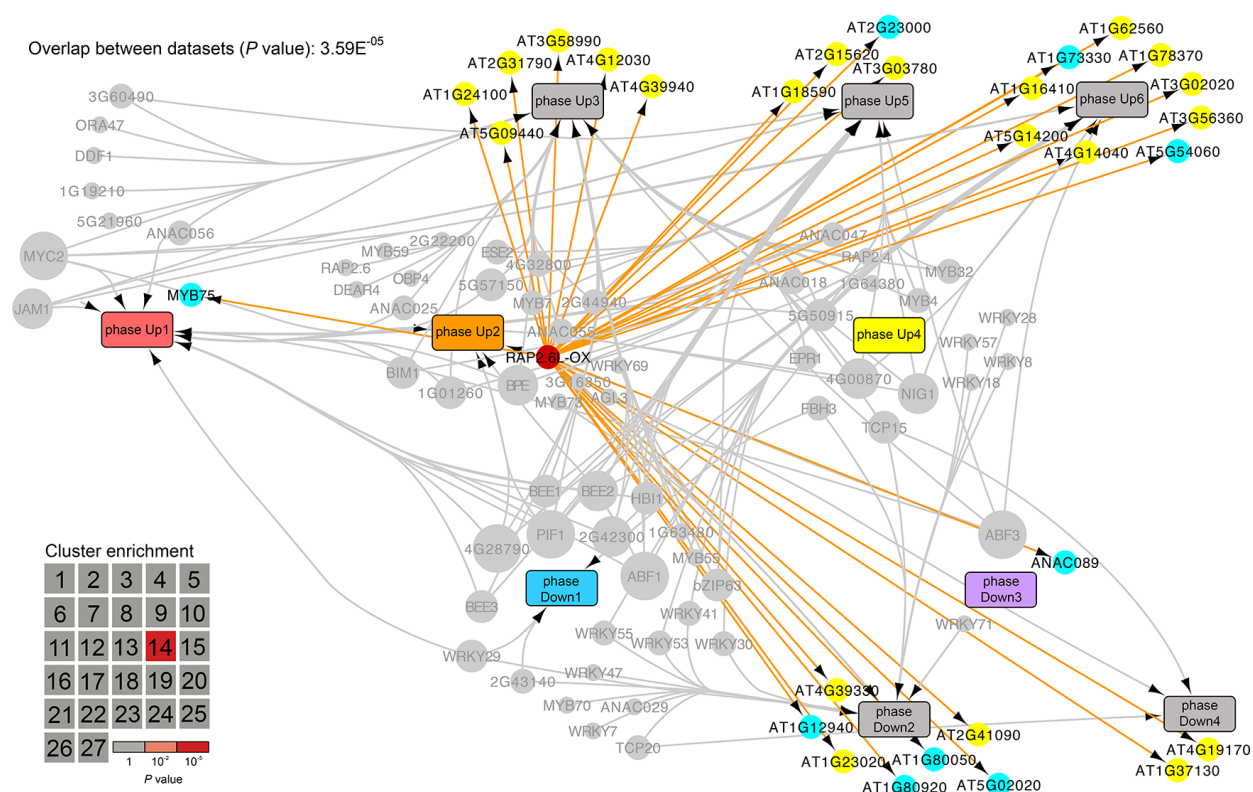 Overlap between datasets (P value): 3.59E-05
AT1G24100
AT2G31790
AT3G58990
AT4G12030
AT4G39940
AT5G09440
phase Up3
AT2G23000
AT2G15620
AT3G03780
AT1G18590
phase Up5
AT1G62560
AT1G73330
AT1G78370
AT1G16410
AT3G02020
AT3G56360
AT5G14200
AT4G14040
AT5G54060
phase Up6
3G60490
ORA47
DDF1
1G19210
5G21960
ANAC056
MYC2
JAM1
MYB75
phase Up1
2G22200
MYB59
RAP2.6
OBP4
DEAR4
ANAC025
ESE2
4G32800
5G57150
MYB7
2G44940
ANAC055
phase Up2
RAP2.6L-OX
BIM1
1G01260
BPE
3G16350
WRKY69
MYB73
AGL3
ANAC047
RAP2.4
ANAC018
1G64380
MYB32
MYB4
5G50915
phase Up4
WRKY28
WRKY57
WRKY8
WRKY18
EPR1
4G00870
NIG1
FBH3
TCP15
BEE1
BEE2
HBI1
4G28790
PIF1
2G42300
1G63480
MYB55
ABF1
bZIP63
ABF3
ANAC089
phase
Down1
phase
Down3
BEE3
WRKY41
WRKY55
WRKY53
WRKY30
WRKY71
WRKY29
WRKY47
2G43140
MYB70
ANAC029
WRKY7
TCP20
AT4G39330
AT1G12940
phase
Down2
AT2G41090
AT1G23020
AT1G80050
AT1G80920
AT5G02020
phase
Down4
AT4G19170
AT1G37130
Cluster enrichment
1 2 3 4 5
6 7 8 9 10
11 12 13 14 15
16 17 18 19 20
21 22 23 24 25
26 27
1 10-2 10-5
P value